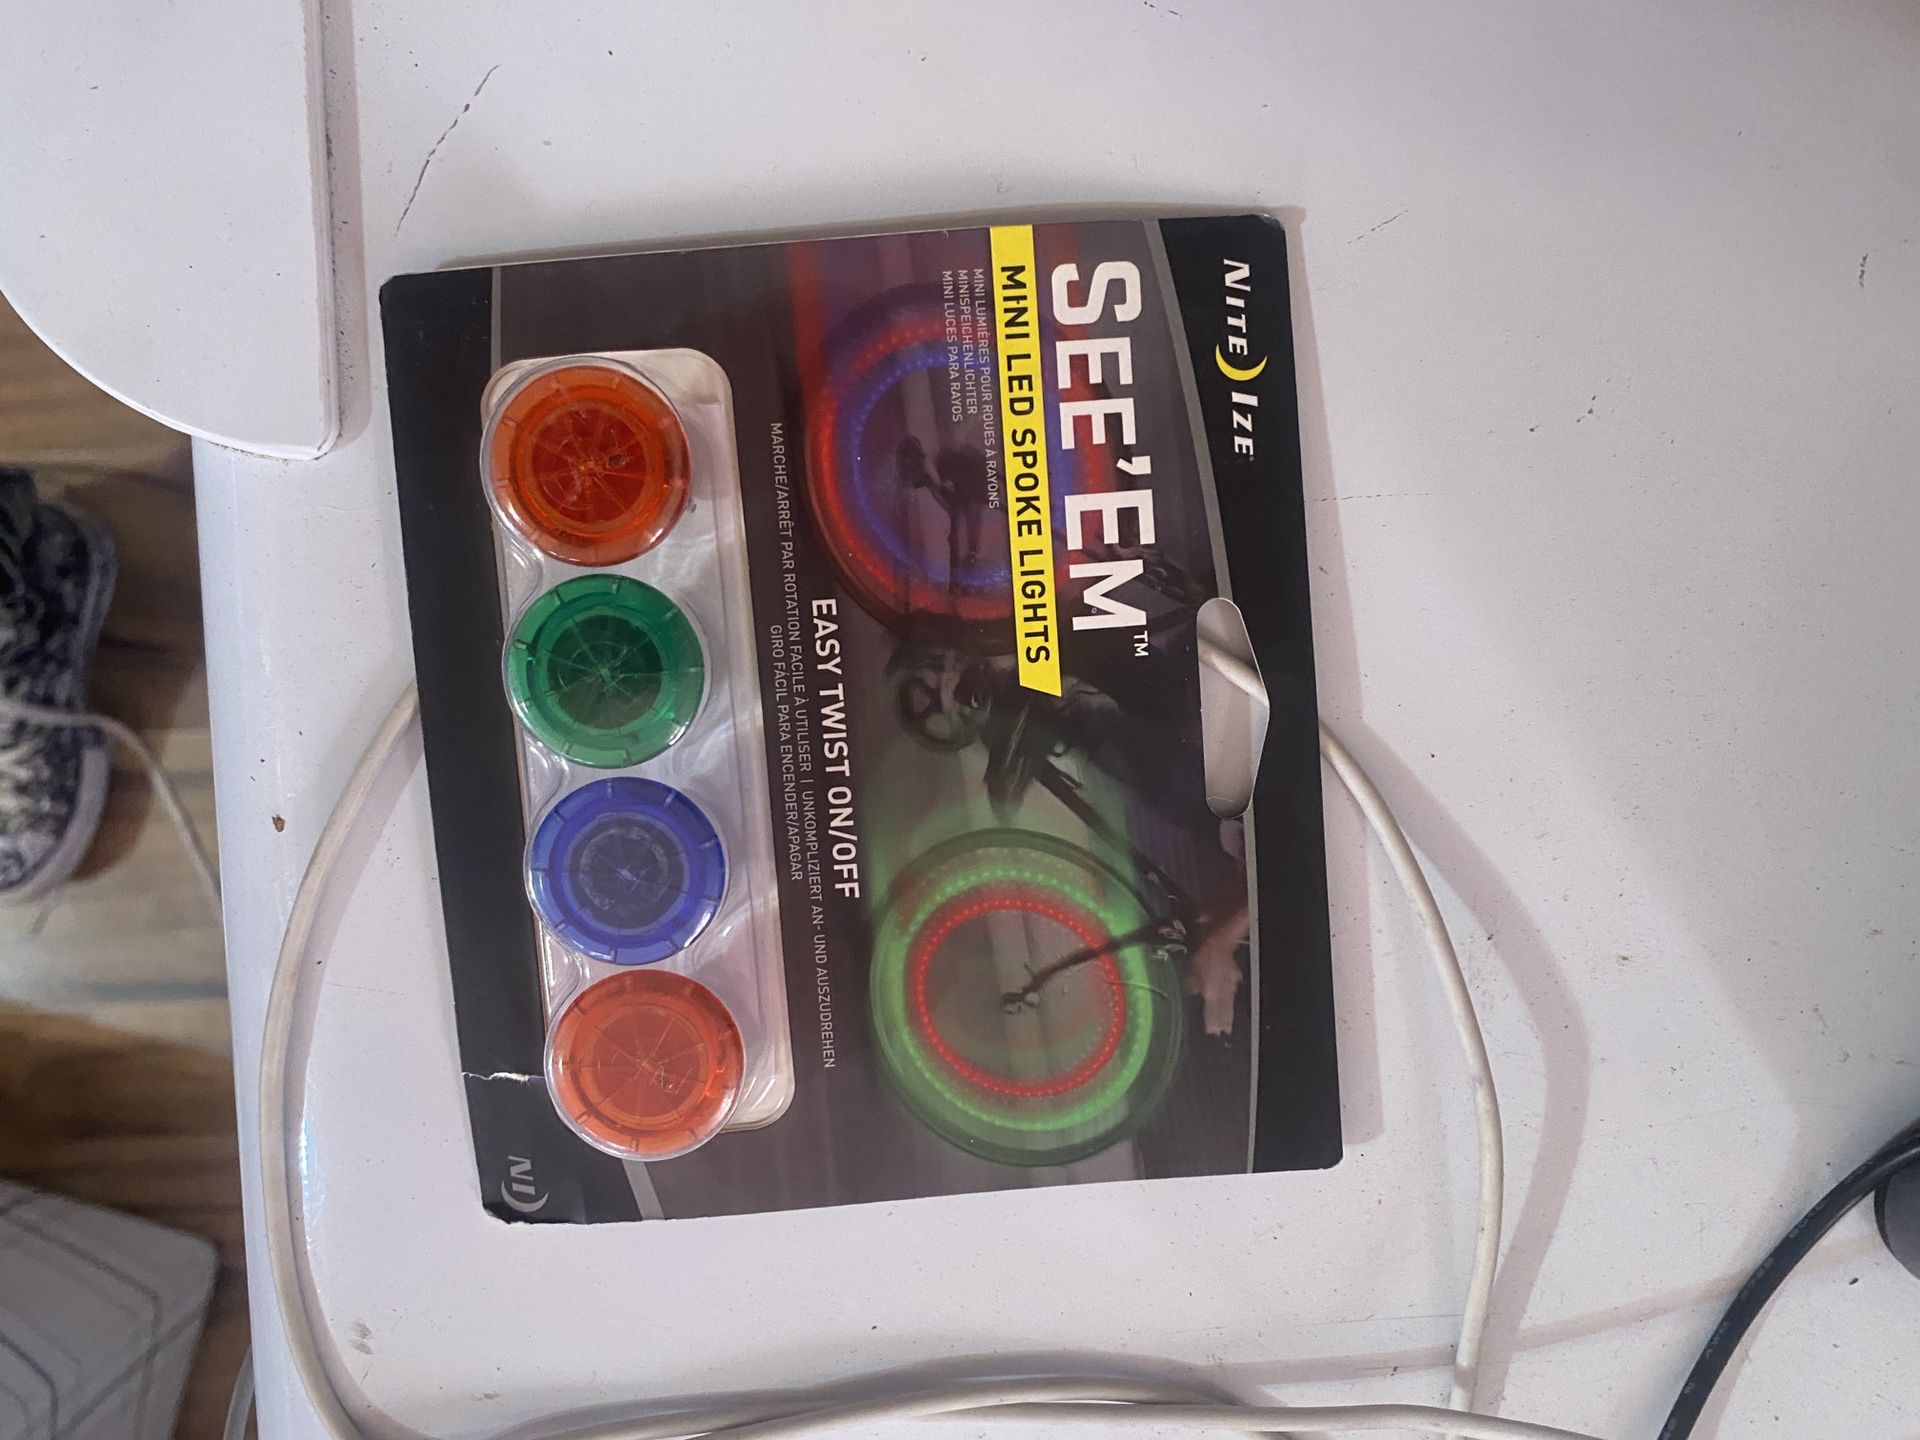 NITE IZE
SEE'EM™
MINI LED SPOKE LIGHTS
MINI LUMIÈRES POUR ROUES À RAYONS
MINISPEICHENLICHTER
MINI LUCES PARA RAYOS
EASY TWIST ON/OFF
MARCHE/ARRÊT PAR ROTATION FACILE À UTILISER | UNKOMPLIZIERT AN- UND AUSZUDREHEN
GIRO FÁCIL PARA ENCENDER/APAGAR
NI